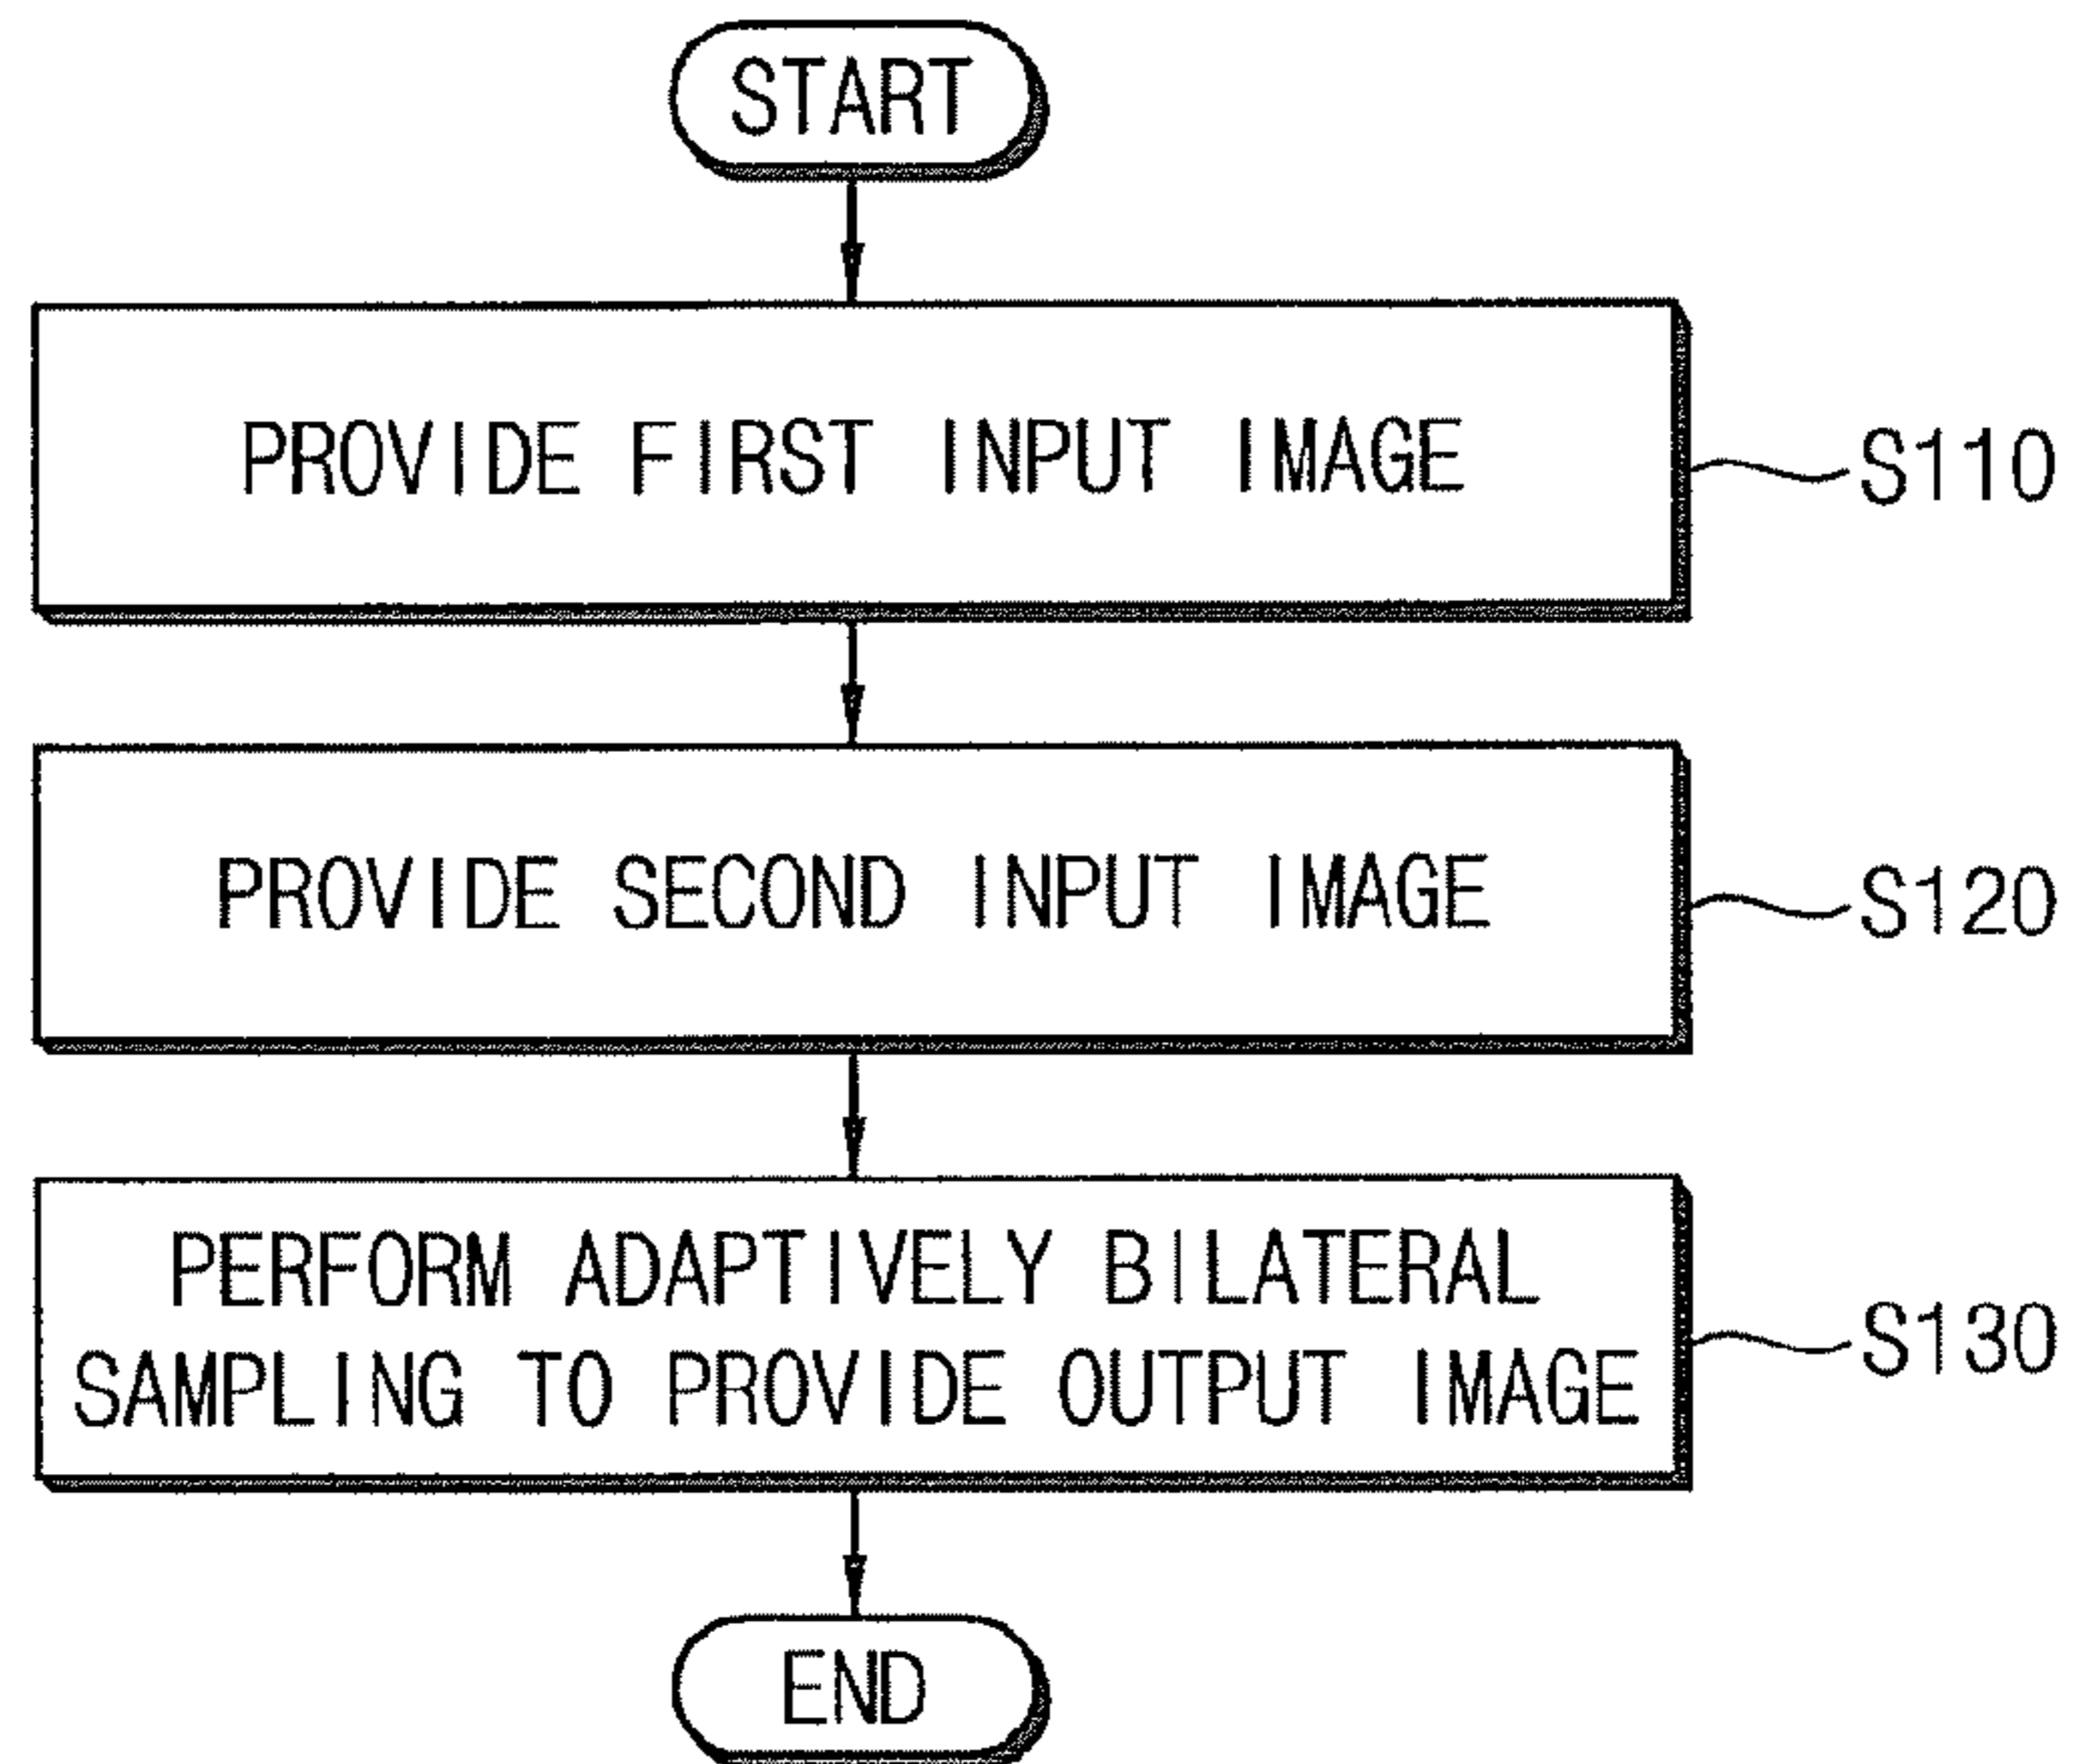 START
PROVIDE FIRST INPUT IMAGE
S110
PROVIDE SECOND INPUT IMAGE
S120
PERFORM ADAPTIVELY BILATERAL
SAMPLING TO PROVIDE OUTPUT IMAGE
S130
END